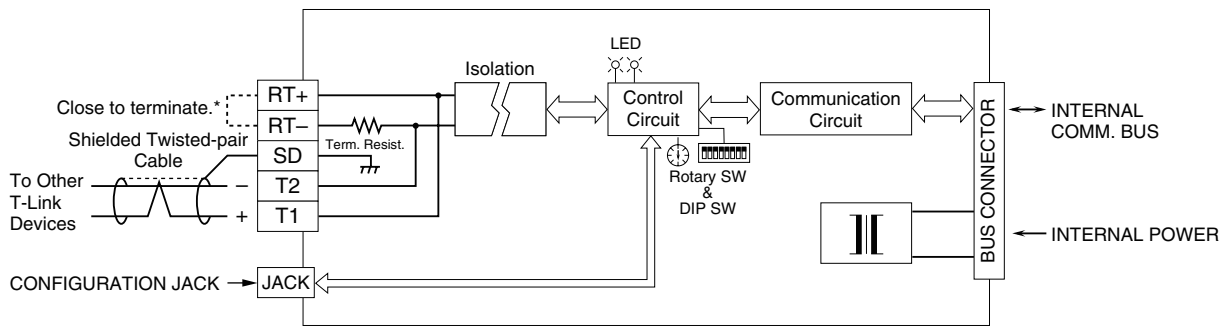 LED
Isolation
Close to terminate.*
RT+
RT–
Term. Resist.
Shielded Twisted-pair
Cable
SD
To Other
T-Link
Devices
–
T2
+
T1
Control
Circuit
Communication
Circuit
Rotary SW
&
DIP SW
BUS CONNECTOR
INTERNAL
COMM. BUS
INTERNAL POWER
CONFIGURATION JACK
JACK